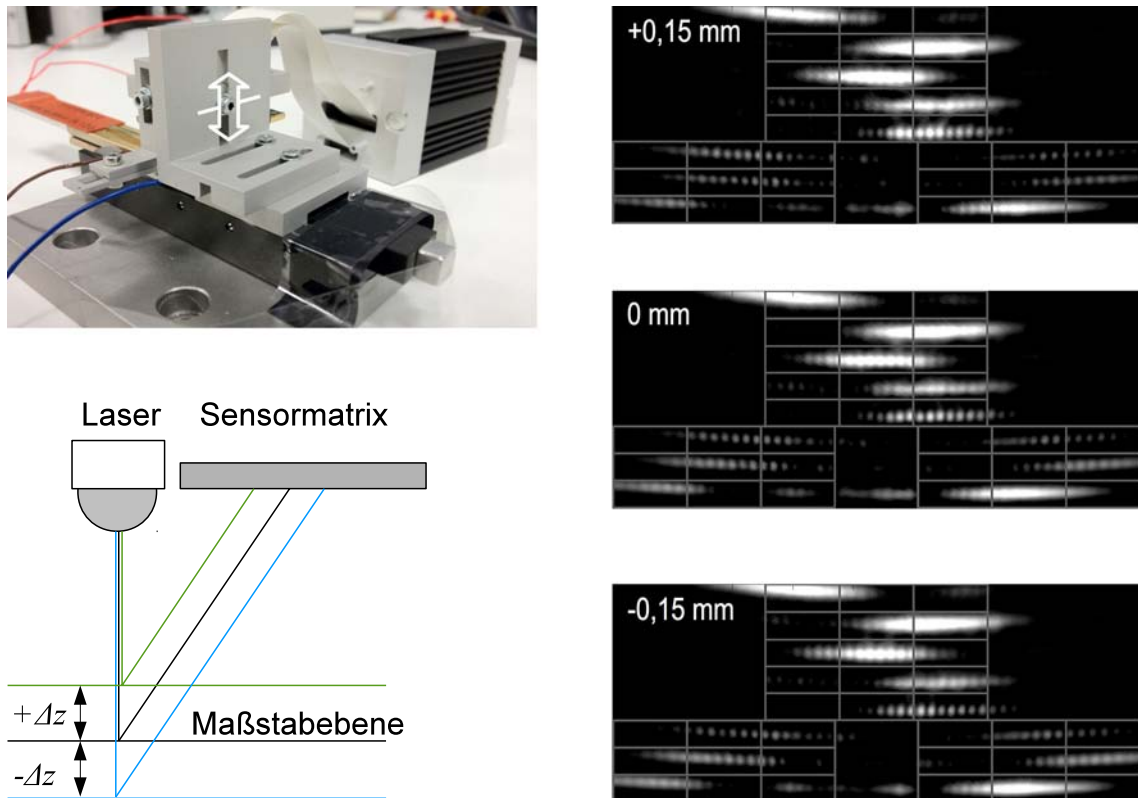 +0,15 mm
0 mm
-0,15 mm
Laser Sensormatrix
+Δz
Maßstabebene
-Δz